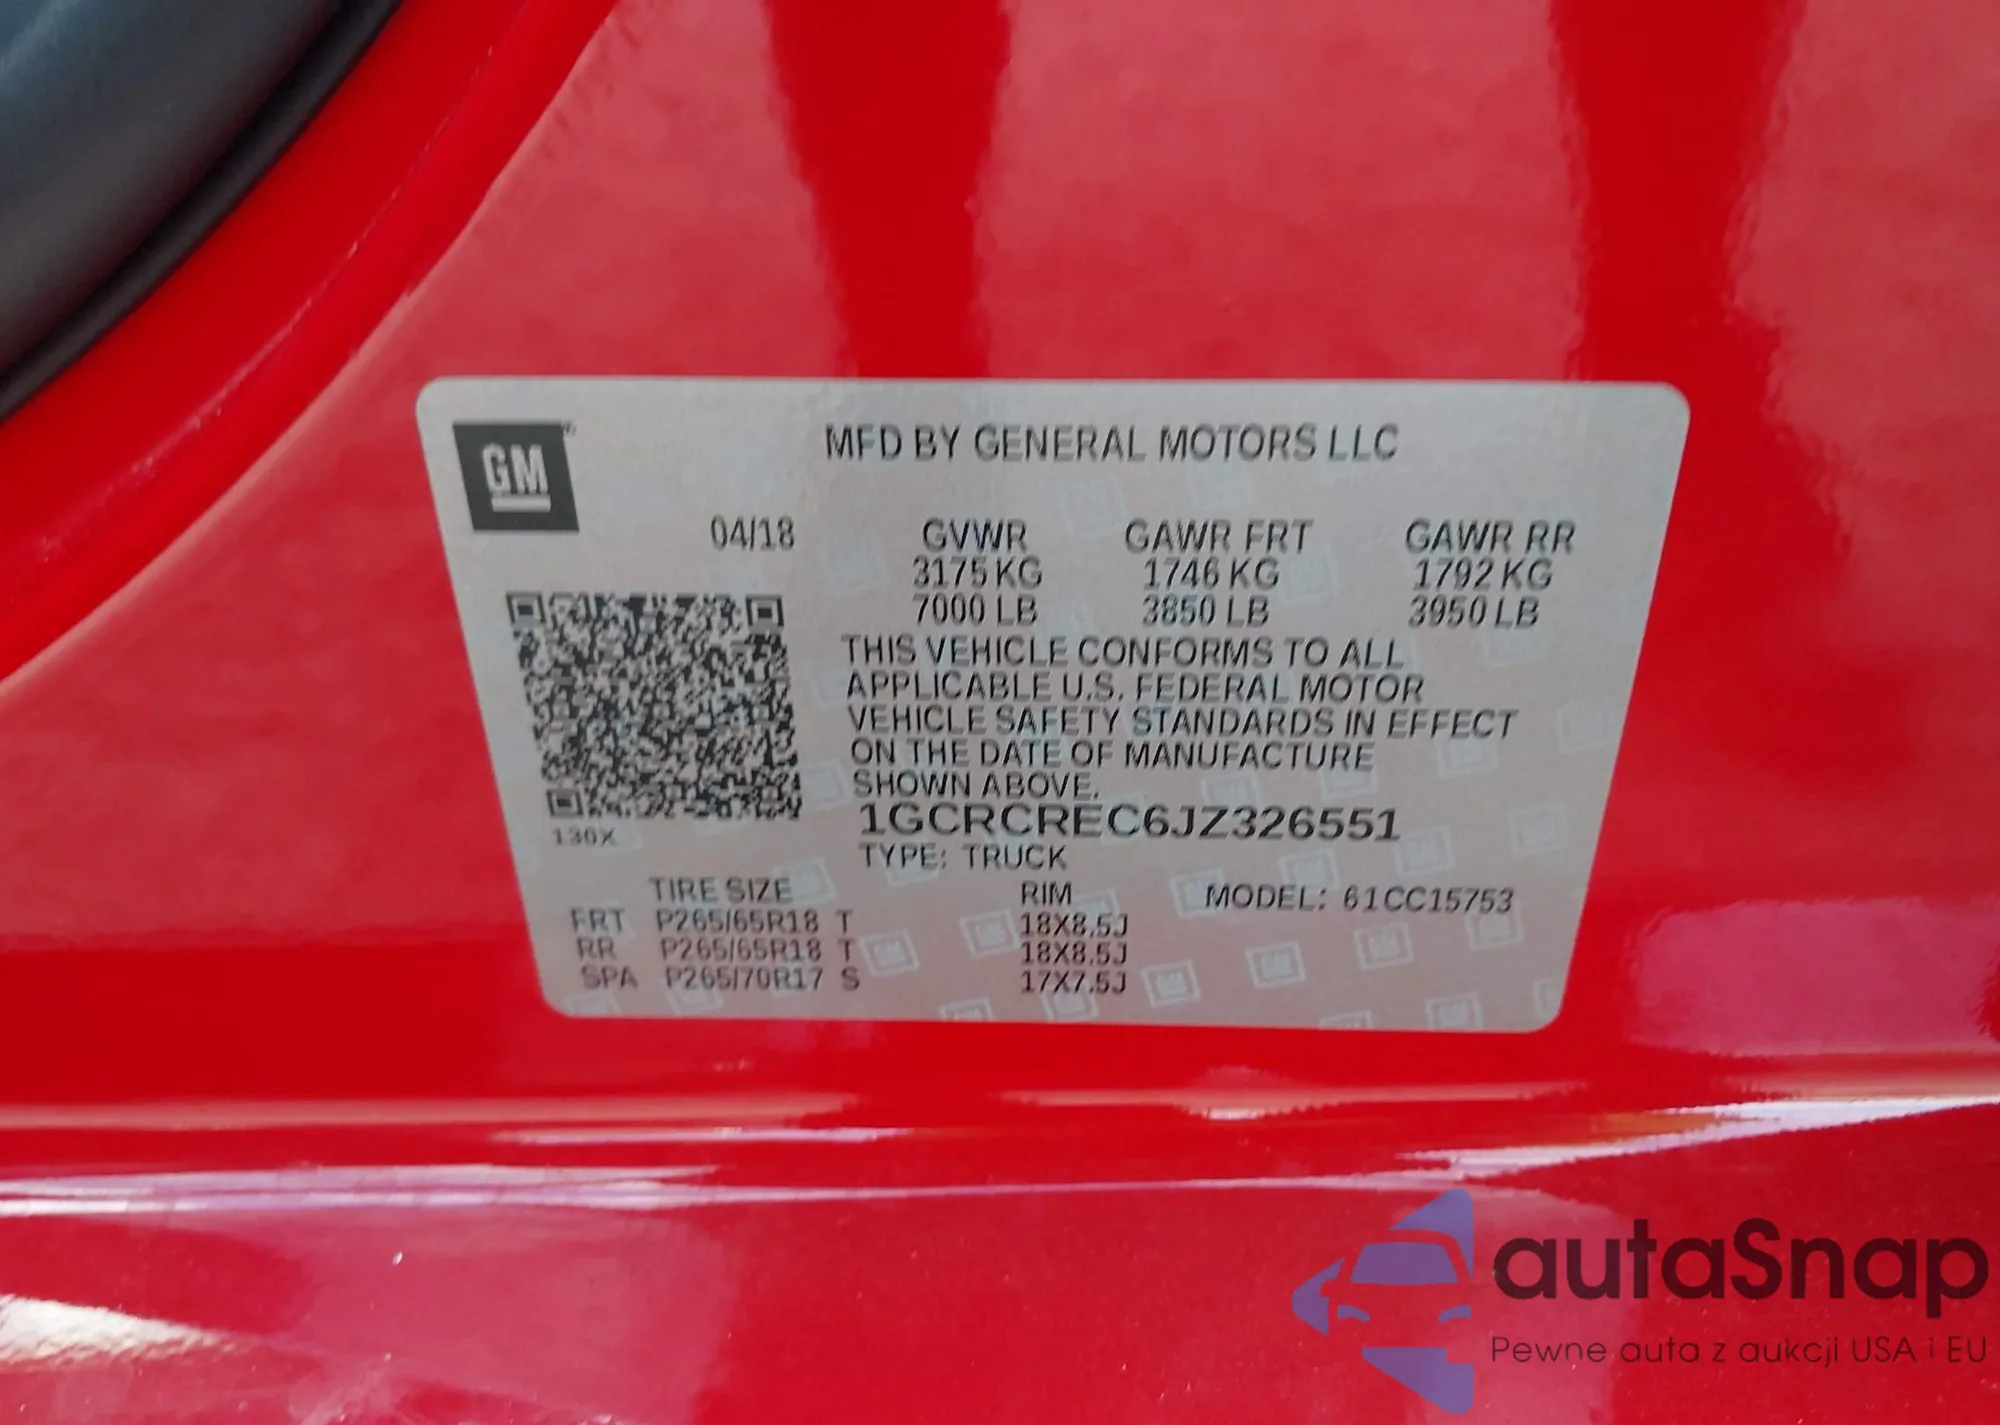 GM
MFD BY GENERAL MOTORS LLC
04/18 GVWR GAWR FRT GAWR RR
3175 KG 1746 KG 1792 KG
7000 LB 3850 LB 3950 LB
THIS VEHICLE CONFORMS TO ALL
APPLICABLE U.S. FEDERAL MOTOR
VEHICLE SAFETY STANDARDS IN EFFECT
ON THE DATE OF MANUFACTURE
SHOWN ABOVE.
1GCRCREC6JZ326551
130X
TYPE: TRUCK
TIRE SIZE RIM MODEL: 61CC15753
FRT P265/65R18 T 18X8.5J
RR P265/65R18 T 18X8.5J
SPA P265/70R17 S 17X7.5J
autaSnap
Pewne auta z aukcji USA i EU